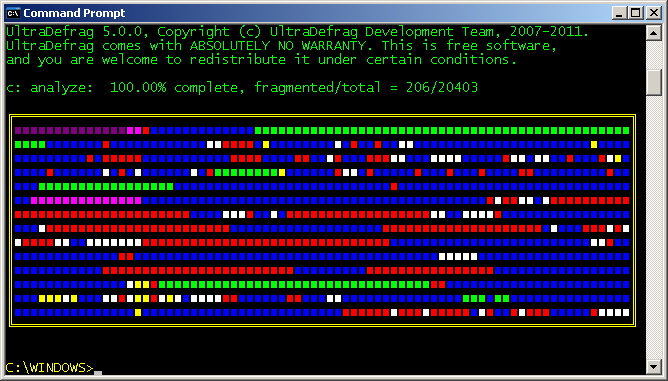 Command Prompt
UltraDefrag 5.0.0, Copyright (c) UltraDefrag Development Team, 2007-2011.
UltraDefrag comes with ABSOLUTELY NO WARRANTY. This is free software,
and you are welcome to redistribute it under certain conditions.
c: analyze:  100.00% complete, fragmented/total = 206/20403
C:\WINDOWS>_